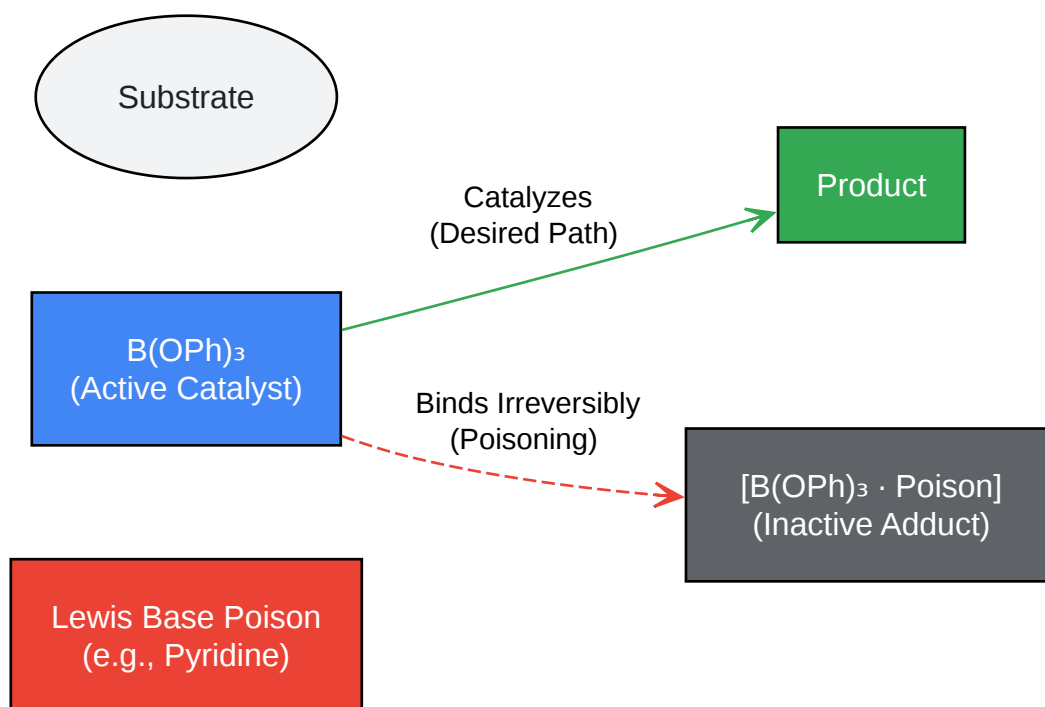 Substrate
Product
Catalyzes
(Desired Path)
B(OPh)₃
(Active Catalyst)
Binds Irreversibly
(Poisoning)
[B(OPh)₃ · Poison]
(Inactive Adduct)
Lewis Base Poison
(e.g., Pyridine)